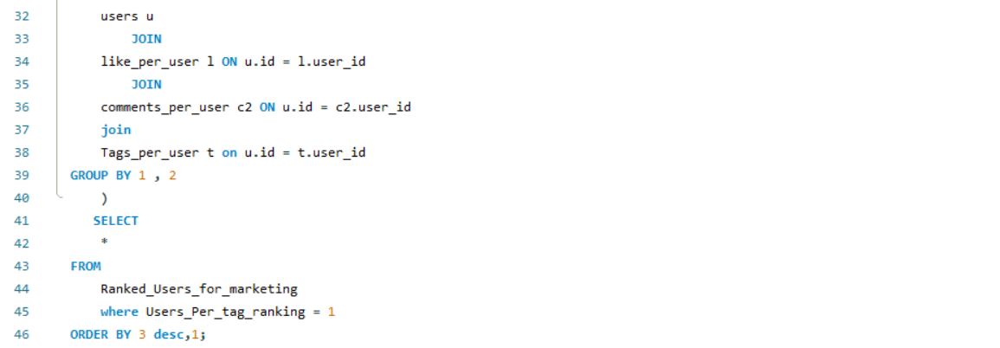 32 users u
33 JOIN
34 like_per_user l ON u.id = l.user_id
35 JOIN
36 comments_per_user c2 ON u.id = c2.user_id
37 join
38 Tags_per_user t on u.id = t.user_id
39 GROUP BY 1 , 2
40 )
41 SELECT
42 *
43 FROM
44 Ranked_Users_for_marketing
45 where Users_Per_tag_ranking = 1
46 ORDER BY 3 desc,1;